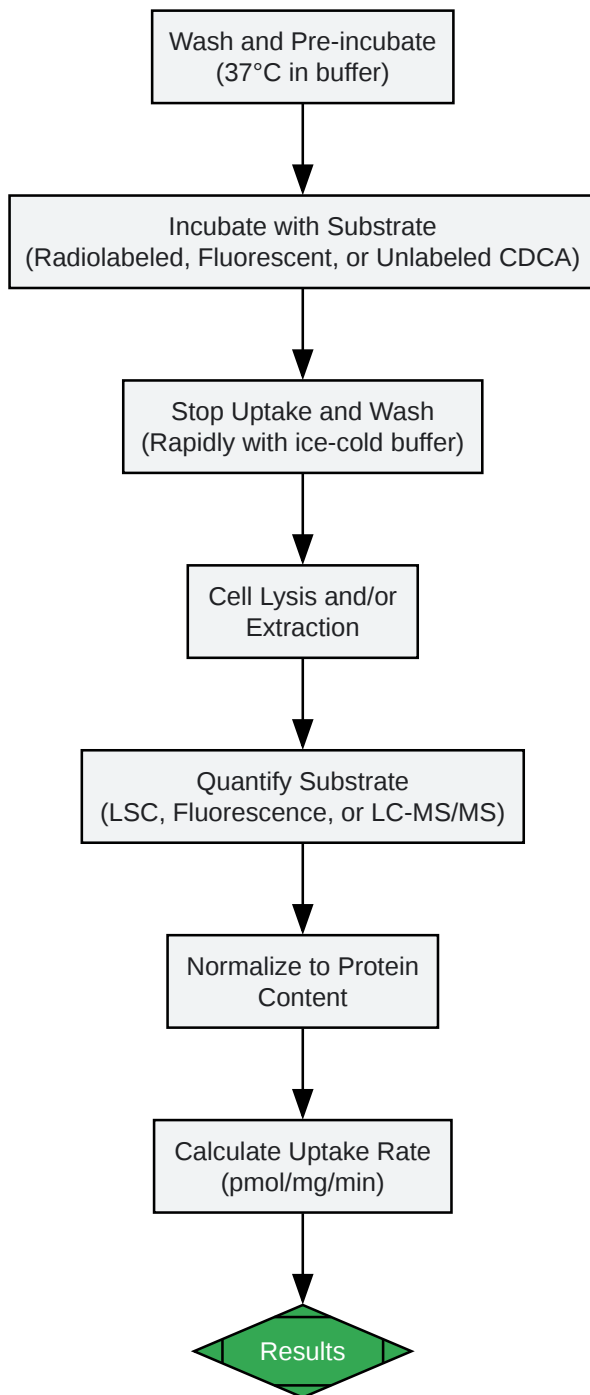 Wash and Pre-incubate
(37°C in buffer)
Incubate with Substrate
(Radiolabeled, Fluorescent, or Unlabeled CDCA)
Stop Uptake and Wash
(Rapidly with ice-cold buffer)
Cell Lysis and/or
Extraction
Quantify Substrate
(LSC, Fluorescence, or LC-MS/MS)
Normalize to Protein
Content
Calculate Uptake Rate
(pmol/mg/min)
Results